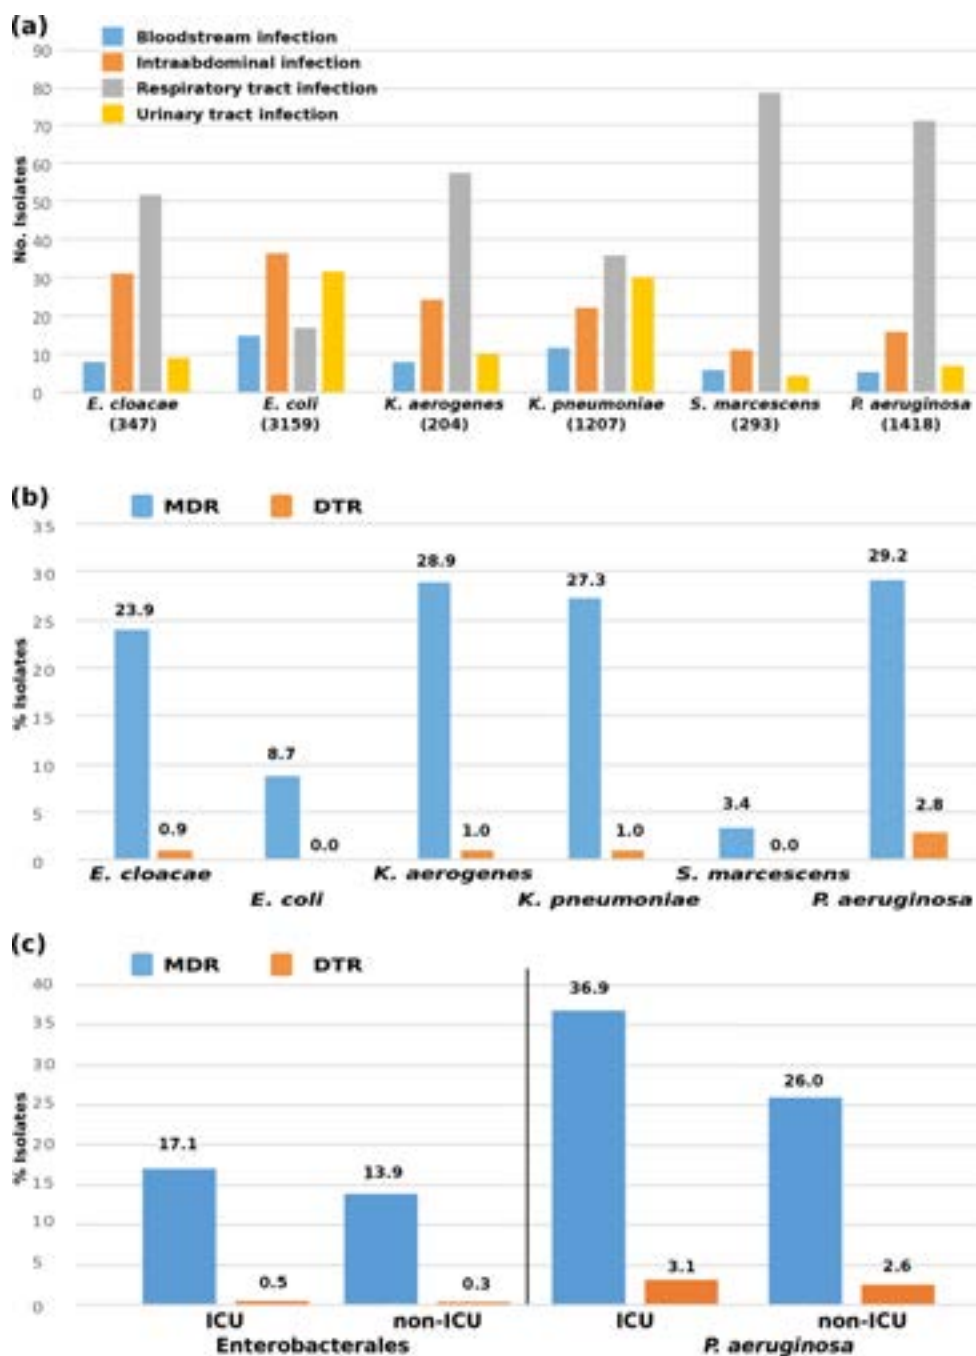 (a)
Bloodstream infection
Intraabdominal infection
Respiratory tract infection
Urinary tract infection
No. Isolates
90
80
70
60
50
40
30
20
10
0
E. cloacae E. coli K. aerogenes K. pneumoniae S. marcescens P. aeruginosa
(347) (3159) (204) (1207) (293) (1418)
(b)
MDR DTR
% Isolates
35
30
25
20
15
10
5
0
23.9 0.9 8.7 0.0 28.9 1.0 27.3 1.0 3.4 0.0 29.2 2.8
E. cloacae K. aerogenes S. marcescens
E. coli K. pneumoniae P. aeruginosa
(c)
MDR DTR
% Isolates
40
35
30
25
20
15
10
5
0
17.1 0.5 13.9 0.3 36.9 3.1 26.0 2.6
ICU non-ICU ICU non-ICU
Enterobacterales P. aeruginosa